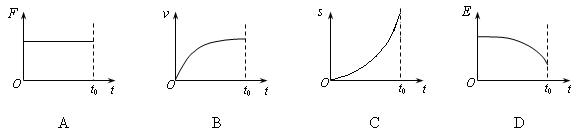 F v s E
O t₀ t O t₀ t O t₀ t O t₀ t
A B C D